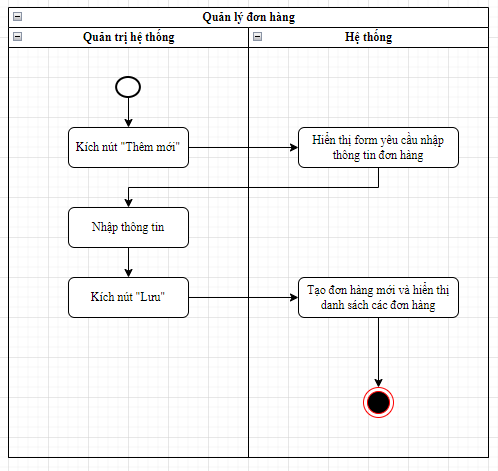 Quản lý đơn hàng
Quản trị hệ thống
Hệ thống
Kích nút "Thêm mới"
Hiển thị form yêu cầu nhập
thông tin đơn hàng
Nhập thông tin
Kích nút "Lưu"
Tạo đơn hàng mới và hiển thị
danh sách các đơn hàng